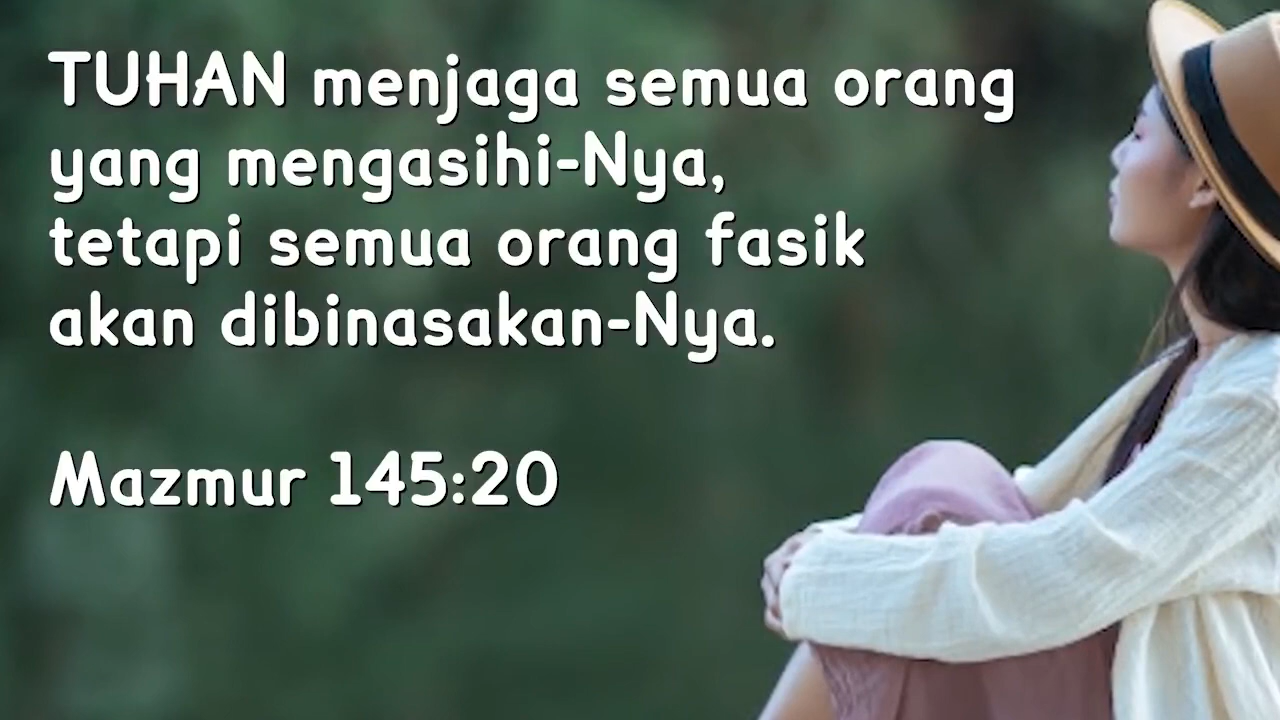 TUHAN menjaga semua orang
yang mengasihi-Nya,
tetapi semua orang fasik
akan dibinasakan-Nya.
Mazmur 145:20